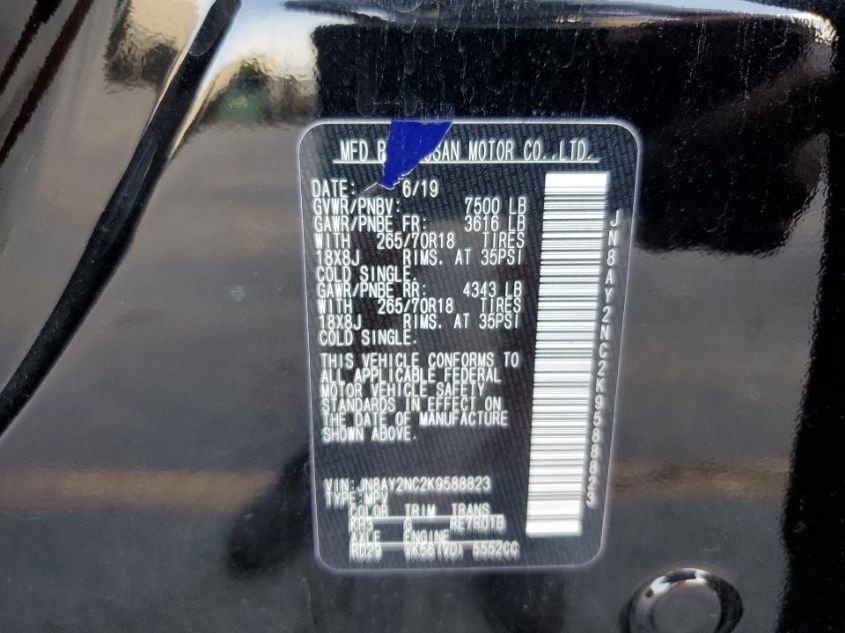 MFD B SAN MOTOR CO.,LTD.
DATE: 6/19
GVWR/PNBV: 7500 LB
GAWR/PNBE FR: 3616 LB
WITH 265/70R18 TIRES
18X8J RIMS. AT 35PSI
COLD SINGLE.
GAWR/PNBE RR: 4343 LB
WITH 265/70R18 TIRES
18X8J RIMS. AT 35PSI
COLD SINGLE.
THIS VEHICLE CONFORMS TO
ALL APPLICABLE FEDERAL
MOTOR VEHICLE SAFETY
STANDARDS IN EFFECT ON
THE DATE OF MANUFACTURE
SHOWN ABOVE.
VIN:JN8AY2NC2K9588823
TYPE:MPV
COLOR TRIM TRANS
KH3 G RE7R01B
AXLE ENGINE
RD29 VK56(VD) 5552CC
JN8AY2NC2K9588823